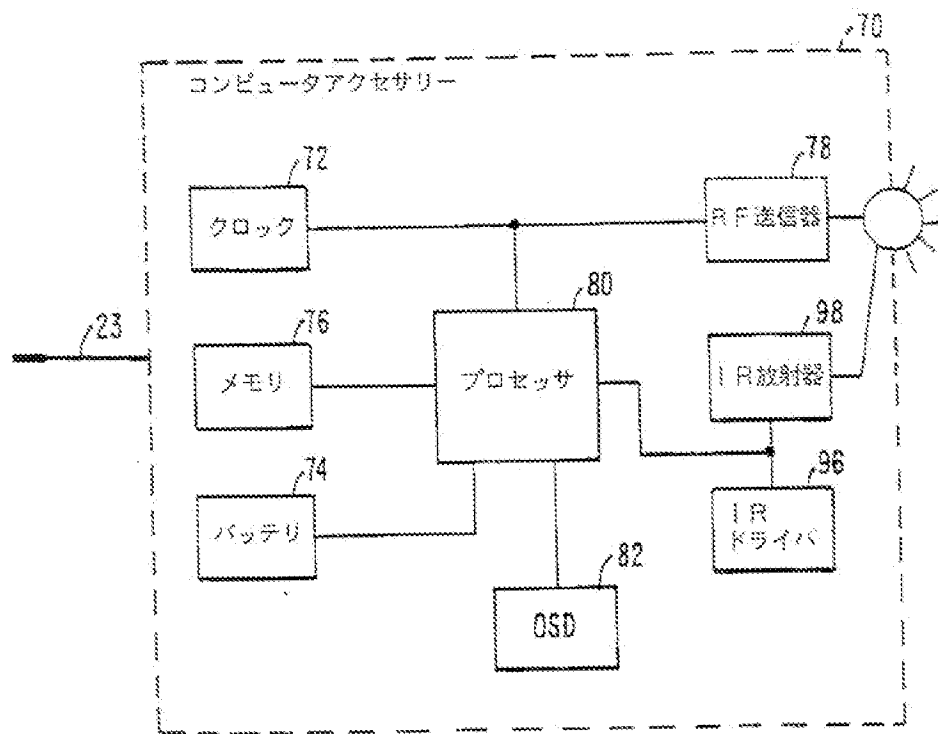 70
コンピュータアクセサリー
72
クロック
78
RF送信器
80
プロセッサ
98
IR放射器
23
76
メモリ
74
バッテリ
96
IR
ドライバ
82
OSD